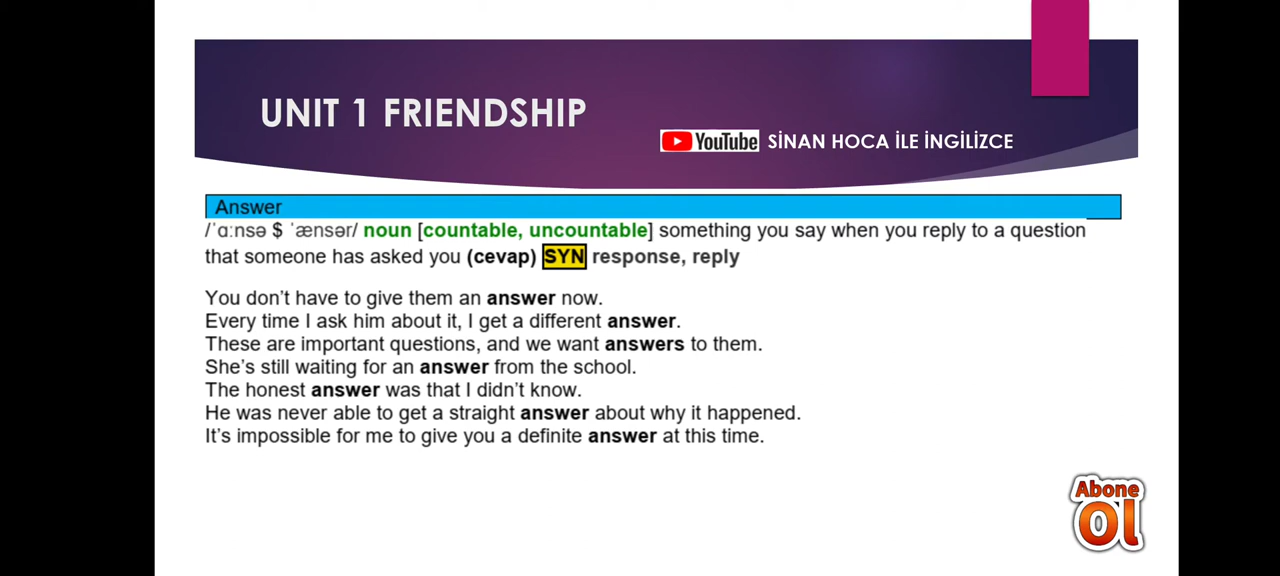 UNIT 1 FRIENDSHIP
YouTube SİNAN HOCA İLE İNGİLİZCE
Answer
/ˈɑːnsə $ ˈænsər/ noun [countable, uncountable] something you say when you reply to a question
that someone has asked you (cevap) SYN response, reply
You don’t have to give them an answer now.
Every time I ask him about it, I get a different answer.
These are important questions, and we want answers to them.
She’s still waiting for an answer from the school.
The honest answer was that I didn’t know.
He was never able to get a straight answer about why it happened.
It’s impossible for me to give you a definite answer at this time.
Abone
ol